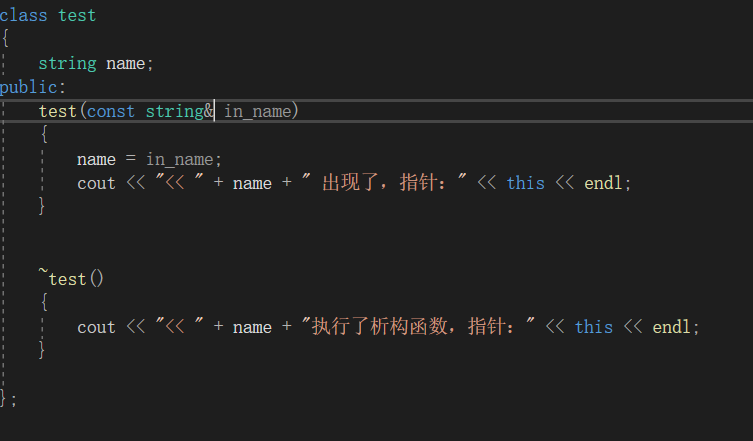 class test
{
string name;
public:
test(const string& in_name)
{
name = in_name;
cout << "<< " + name + " 出现了，指针：" << this << endl;
}
~test()
{
cout << "<< " + name + "执行了析构函数，指针：" << this << endl;
}
};